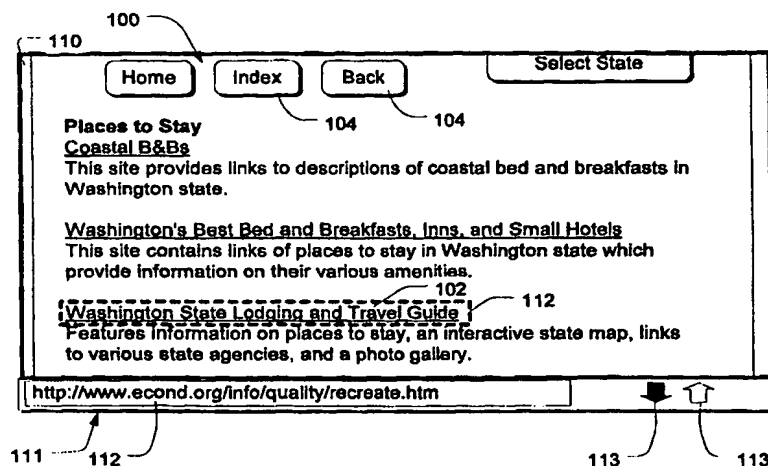 100
110
Home Index Back Select State
104 104
Places to Stay
Coastal B&Bs
This site provides links to descriptions of coastal bed and breakfasts in
Washington state.
Washington's Best Bed and Breakfasts, Inns, and Small Hotels
This site contains links of places to stay in Washington state which
provide information on their various amenities.
102
Washington State Lodging and Travel Guide 112
Features information on places to stay, an interactive state map, links
to various state agencies, and a photo gallery.
http://www.econd.org/info/quality/recreate.htm
111 112 113 113